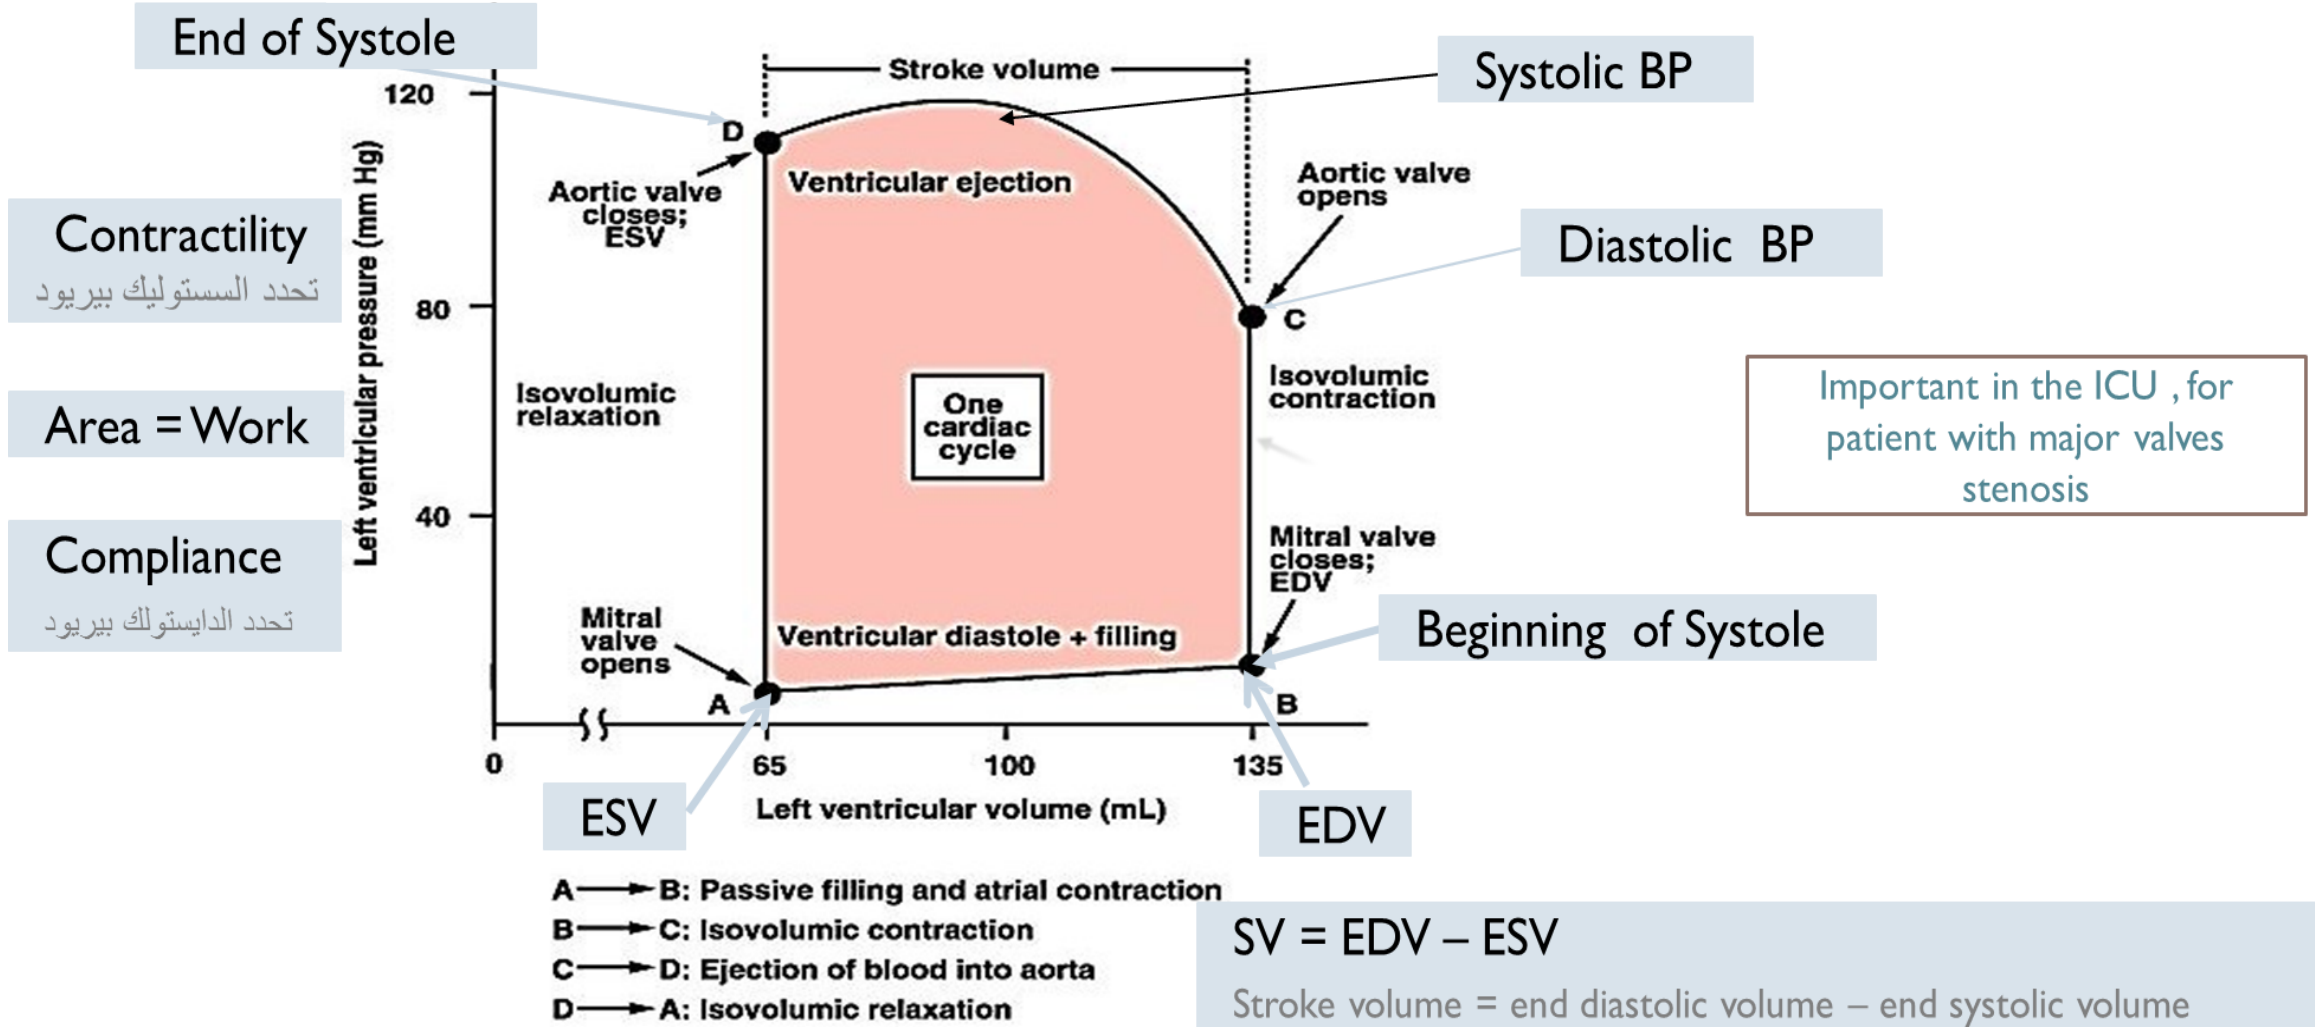 End of Systole
Stroke volume
Systolic BP
120
D
Aortic valve
closes;
ESV
Ventricular ejection
Aortic valve
opens
Contractility
تحدد السستوليك بيريود
Left ventricular pressure (mm Hg)
Diastolic BP
80
C
Isovolumic
relaxation
One
cardiac
cycle
Isovolumic
contraction
Important in the ICU , for
patient with major valves
stenosis
Area = Work
40
Compliance
تحدد الدايستولك بيريود
Mitral valve
closes;
EDV
Mitral
valve
opens
Ventricular diastole + filling
Beginning of Systole
A
B
0
65
100
135
ESV
Left ventricular volume (mL)
EDV
A → B: Passive filling and atrial contraction
B → C: Isovolumic contraction
C → D: Ejection of blood into aorta
D → A: Isovolumic relaxation
SV = EDV – ESV
Stroke volume = end diastolic volume – end systolic volume